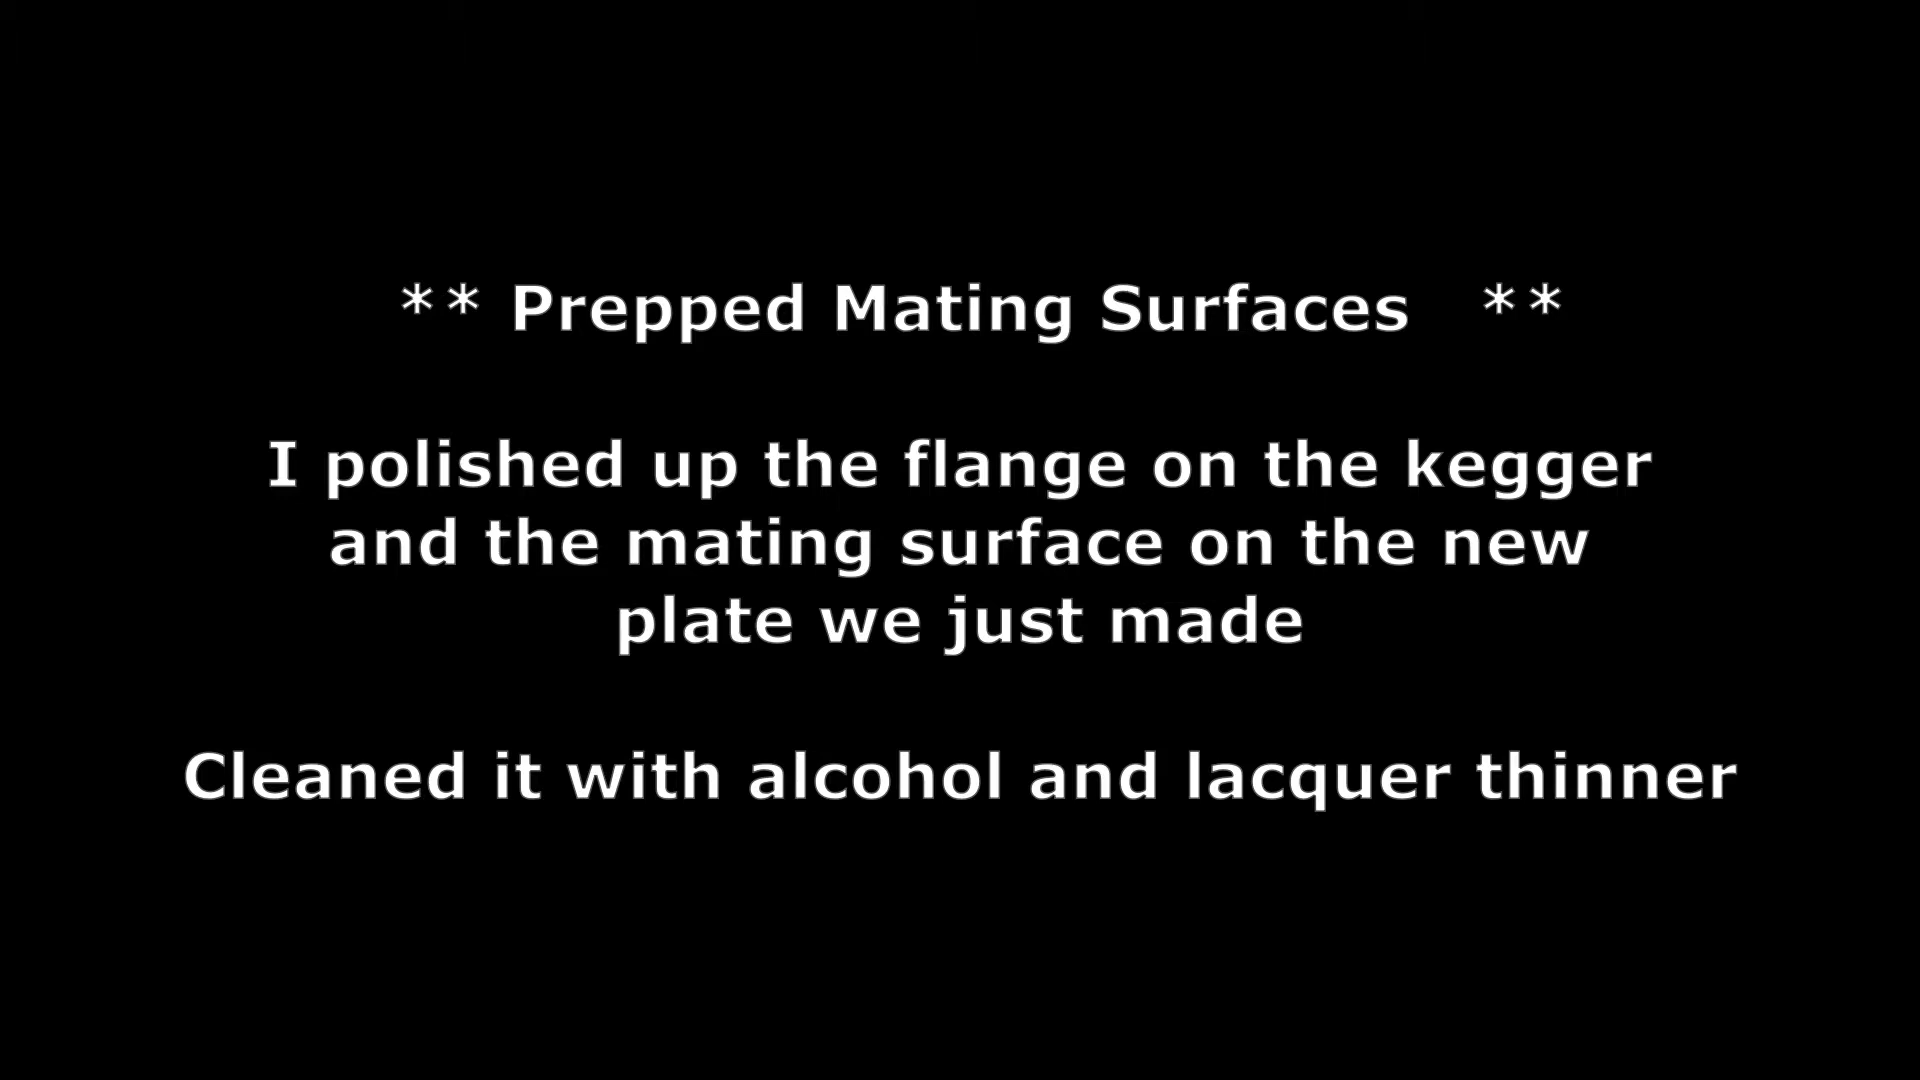 ** Prepped Mating Surfaces   **
I polished up the flange on the kegger
and the mating surface on the new
plate we just made
Cleaned it with alcohol and lacquer thinner